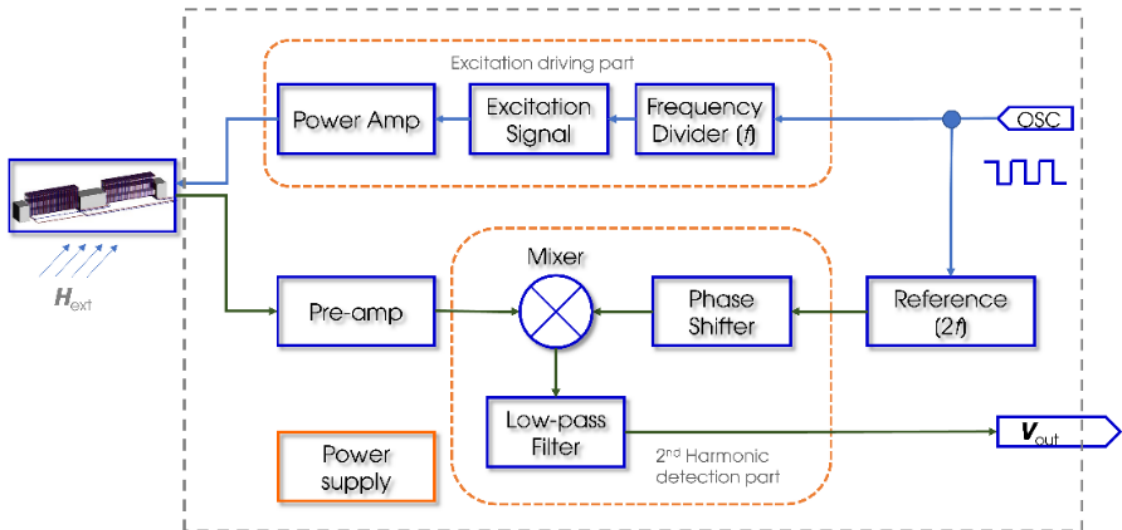 Excitation driving part
Power Amp
Excitation
Signal
Frequency
Divider (f)
OSC
Hext
Mixer
Pre-amp
Phase
Shifter
Reference
(2f)
Low-pass
Filter
Vout
Power
supply
2nd Harmonic
detection part